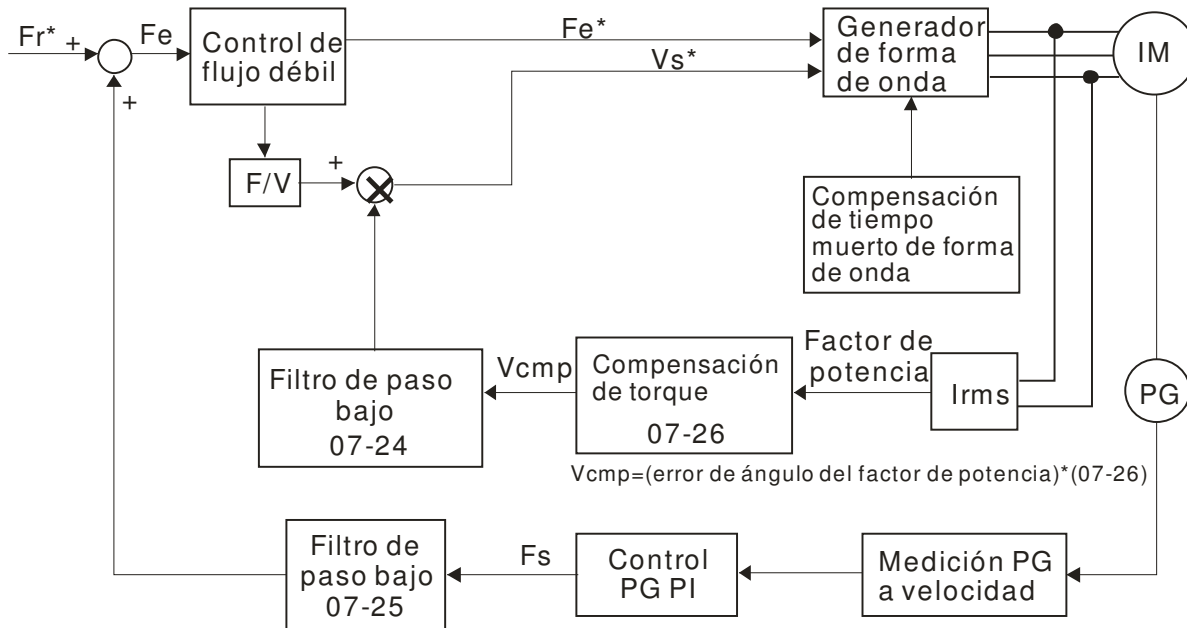 Fr*
+
Fe
+
Control de
flujo débil
Fe*
Vs*
Generador
de forma
de onda
IM
F/V
+
Compensación
de tiempo
muerto de forma
de onda
Filtro de paso
bajo
07-24
Vcmp
Compensación
de torque
07-26
Factor de
potencia
Irms
PG
Vcmp=(error de ángulo del factor de potencia)*(07-26)
Filtro de
paso bajo
07-25
Fs
Control
PG PI
Medición PG
a velocidad